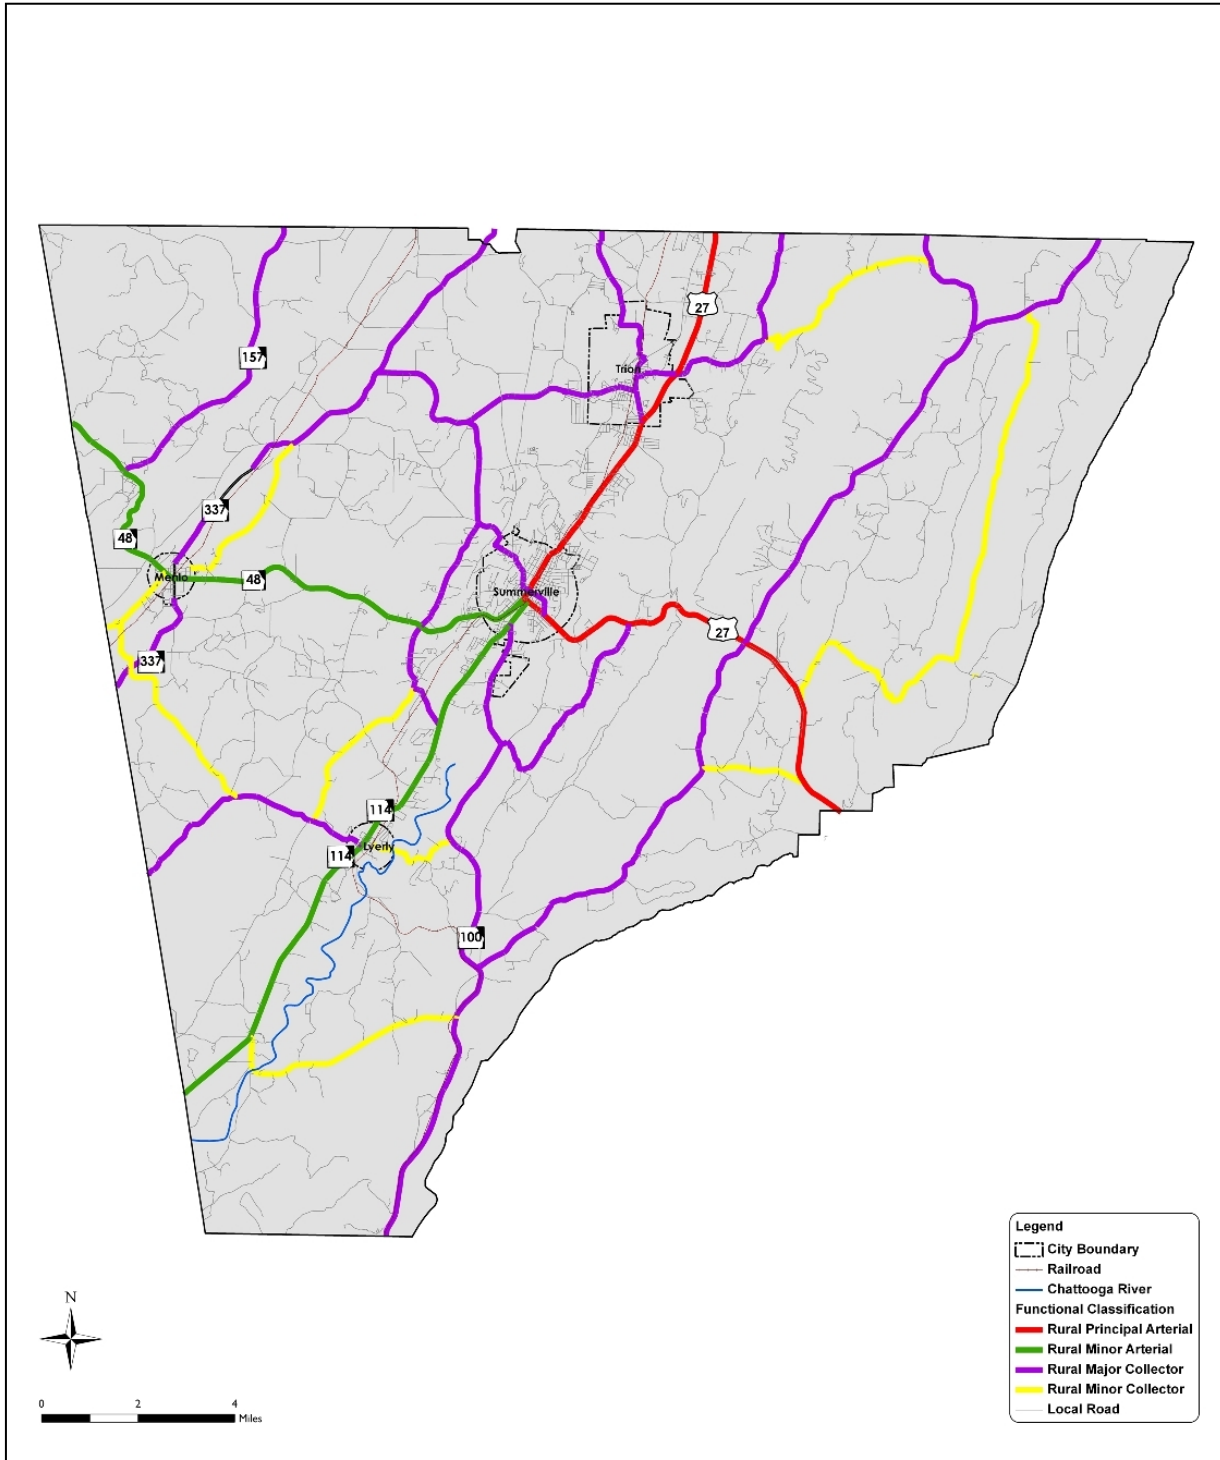 27
157
Trion
337
48
Menlo
48
Summerville
27
337
114
Lyerly
114
100
N
0 2 4
Miles
Legend
City Boundary
Railroad
Chattooga River
Functional Classification
Rural Principal Arterial
Rural Minor Arterial
Rural Major Collector
Rural Minor Collector
Local Road